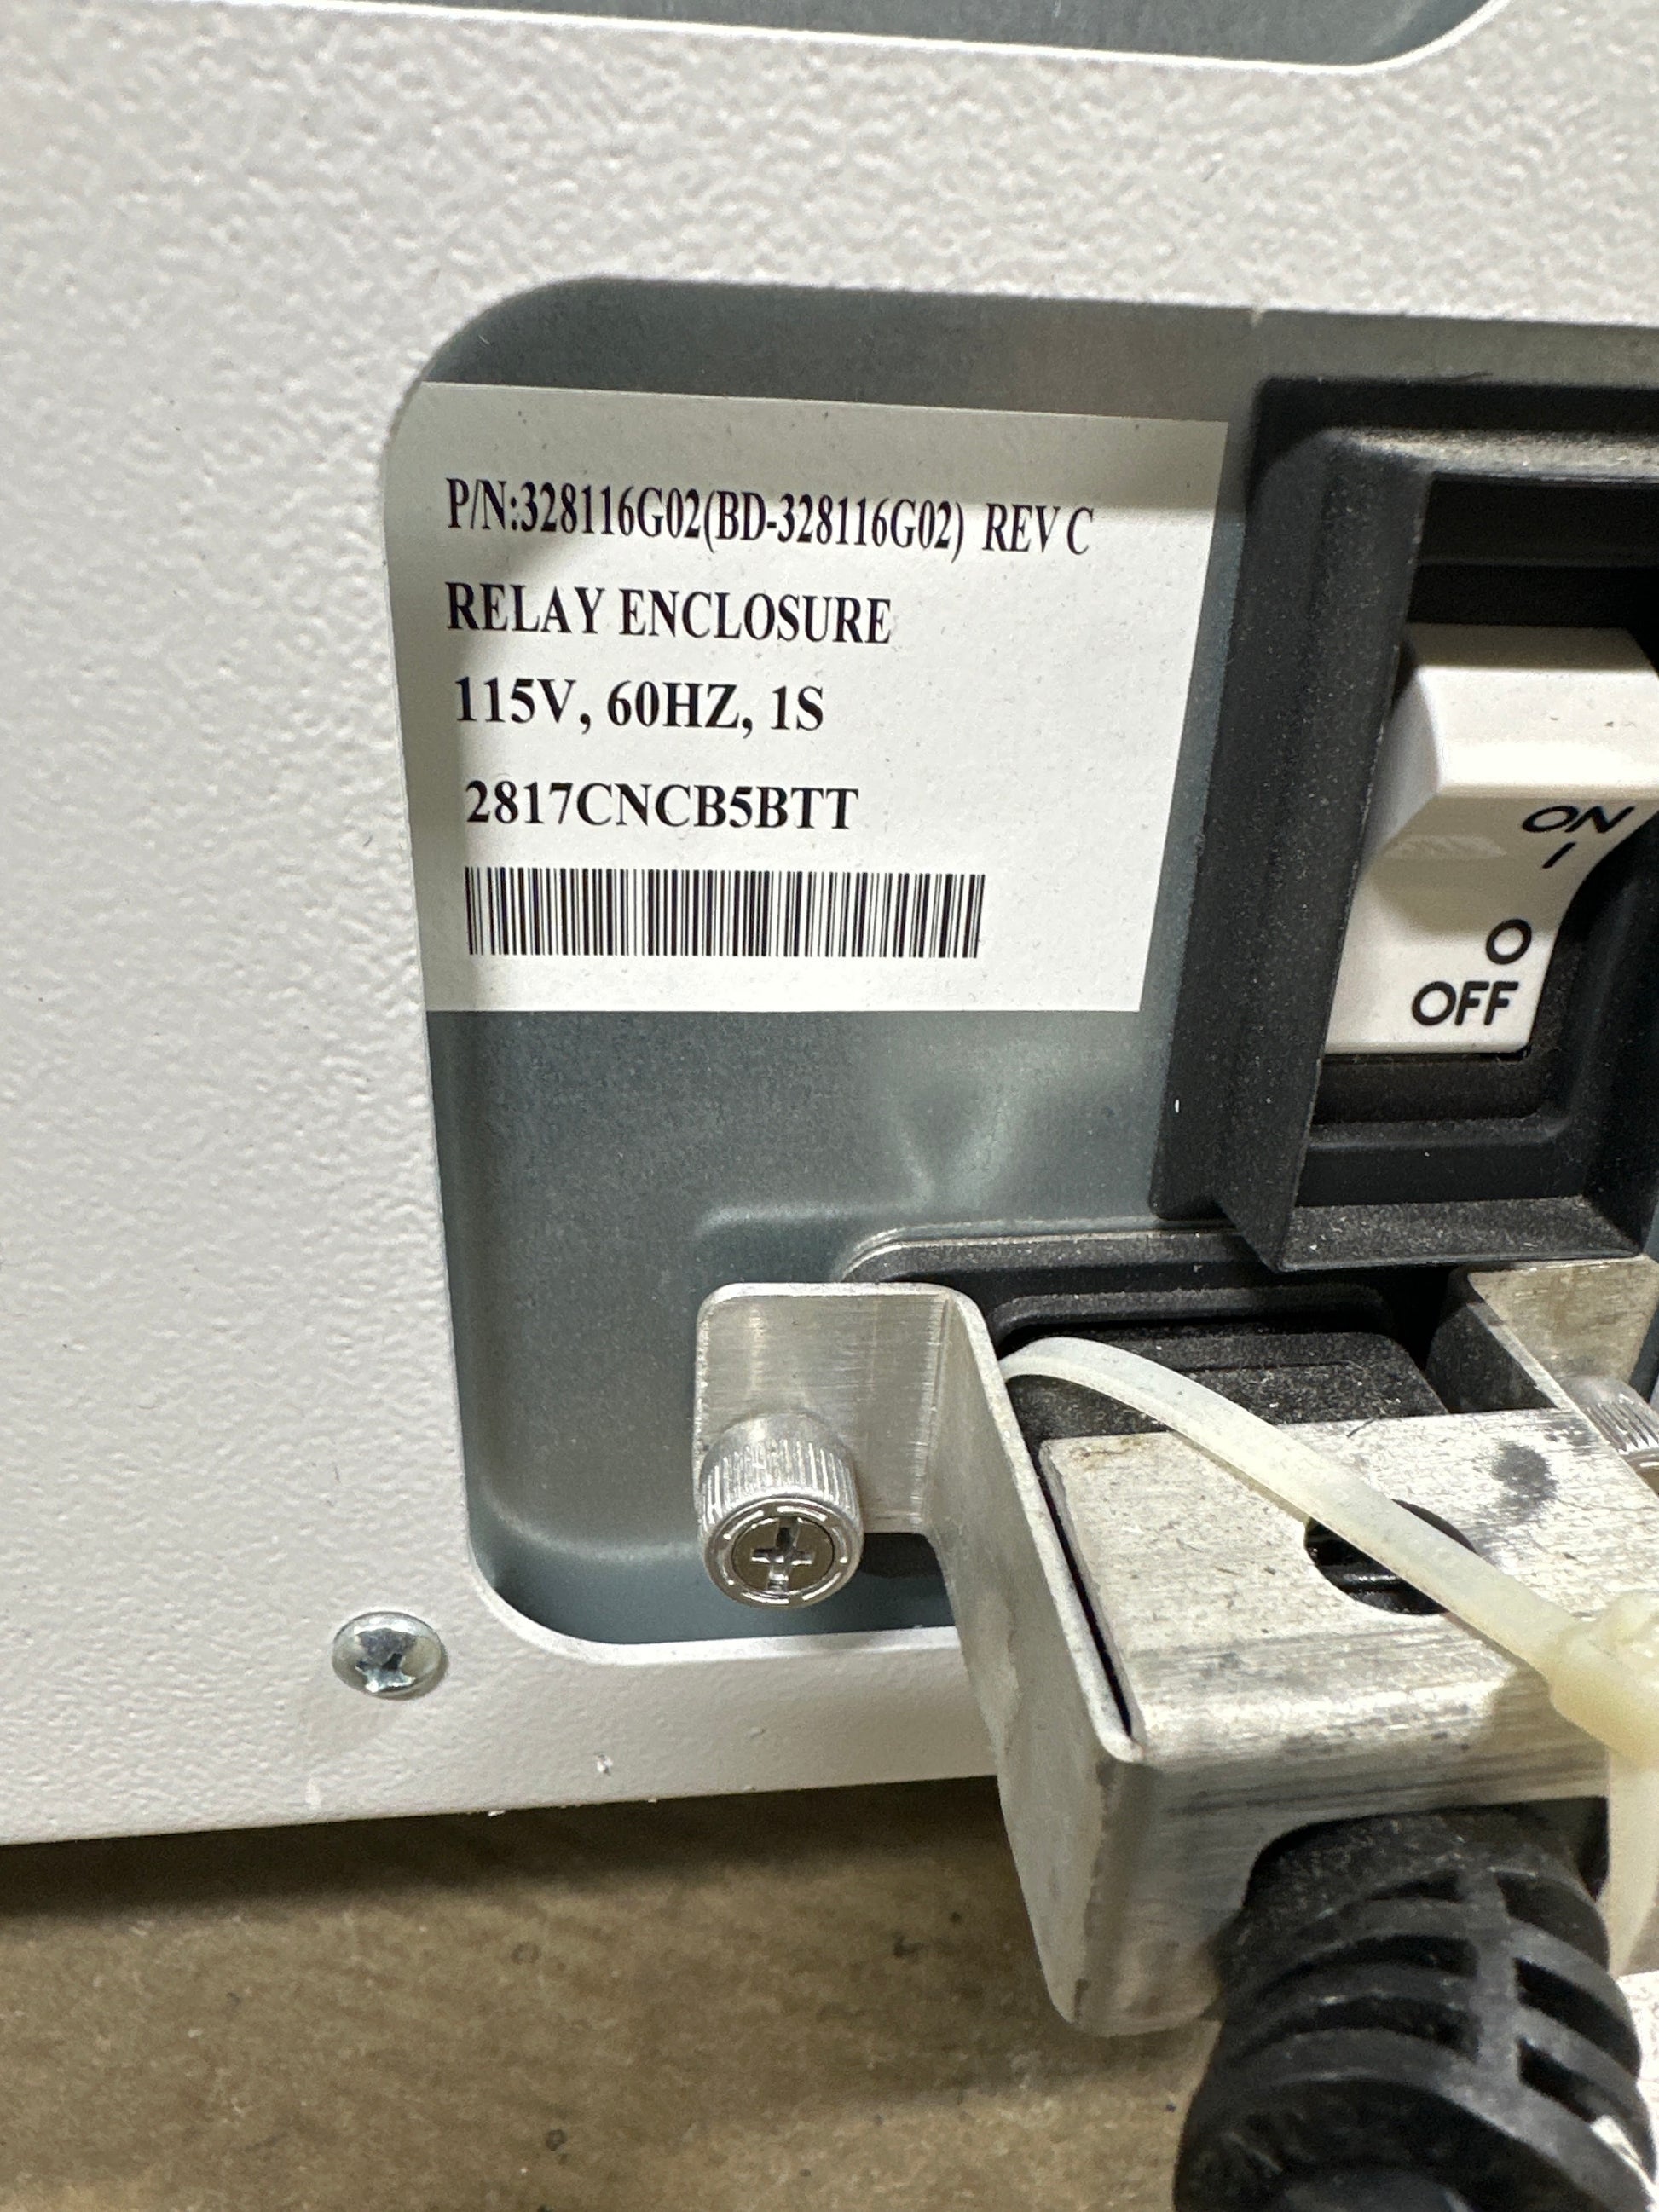 P/N:328116G02(BD-328116G02) REV C
RELAY ENCLOSURE
115V, 60HZ, 1S
2817CNCB5BTT
ON
I
O
OFF